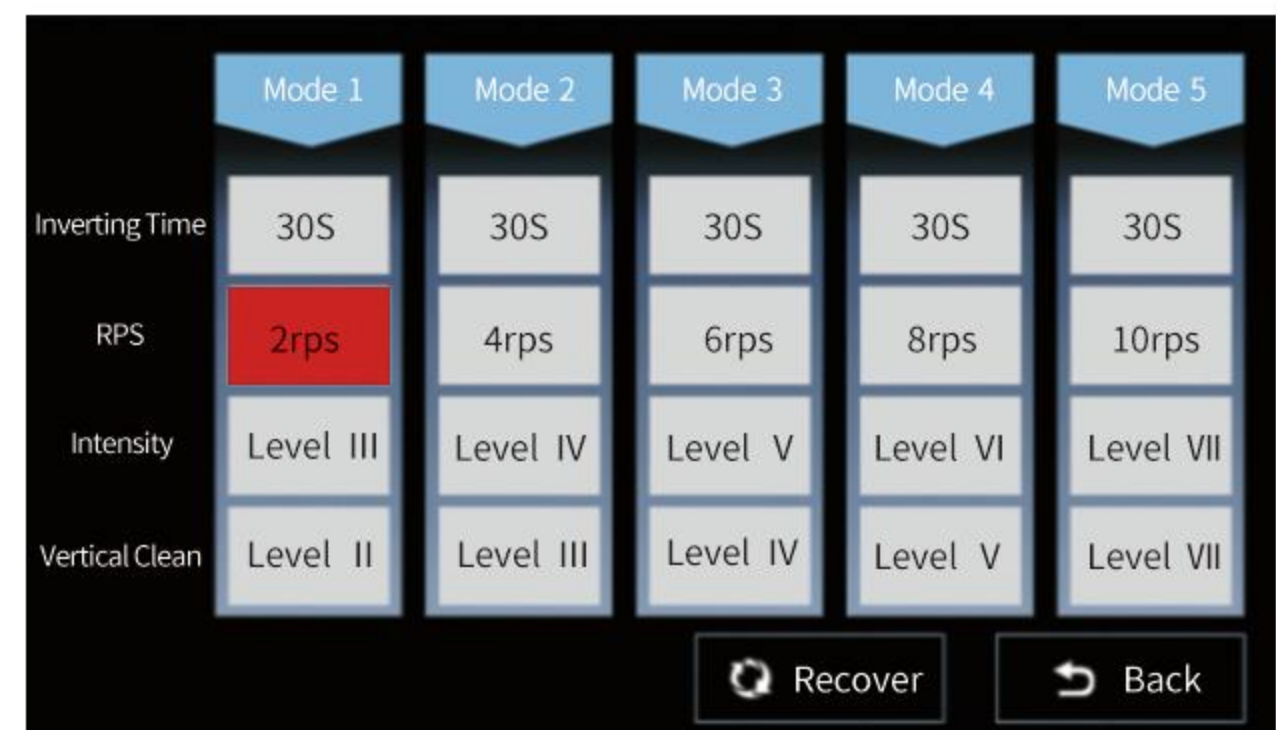 Mode 1 Mode 2 Mode 3 Mode 4 Mode 5
Inverting Time 30S 30S 30S 30S 30S
RPS 2rps 4rps 6rps 8rps 10rps
Intensity Level III Level IV Level V Level VI Level VII
Vertical Clean Level II Level III Level IV Level V Level VII
Recover Back